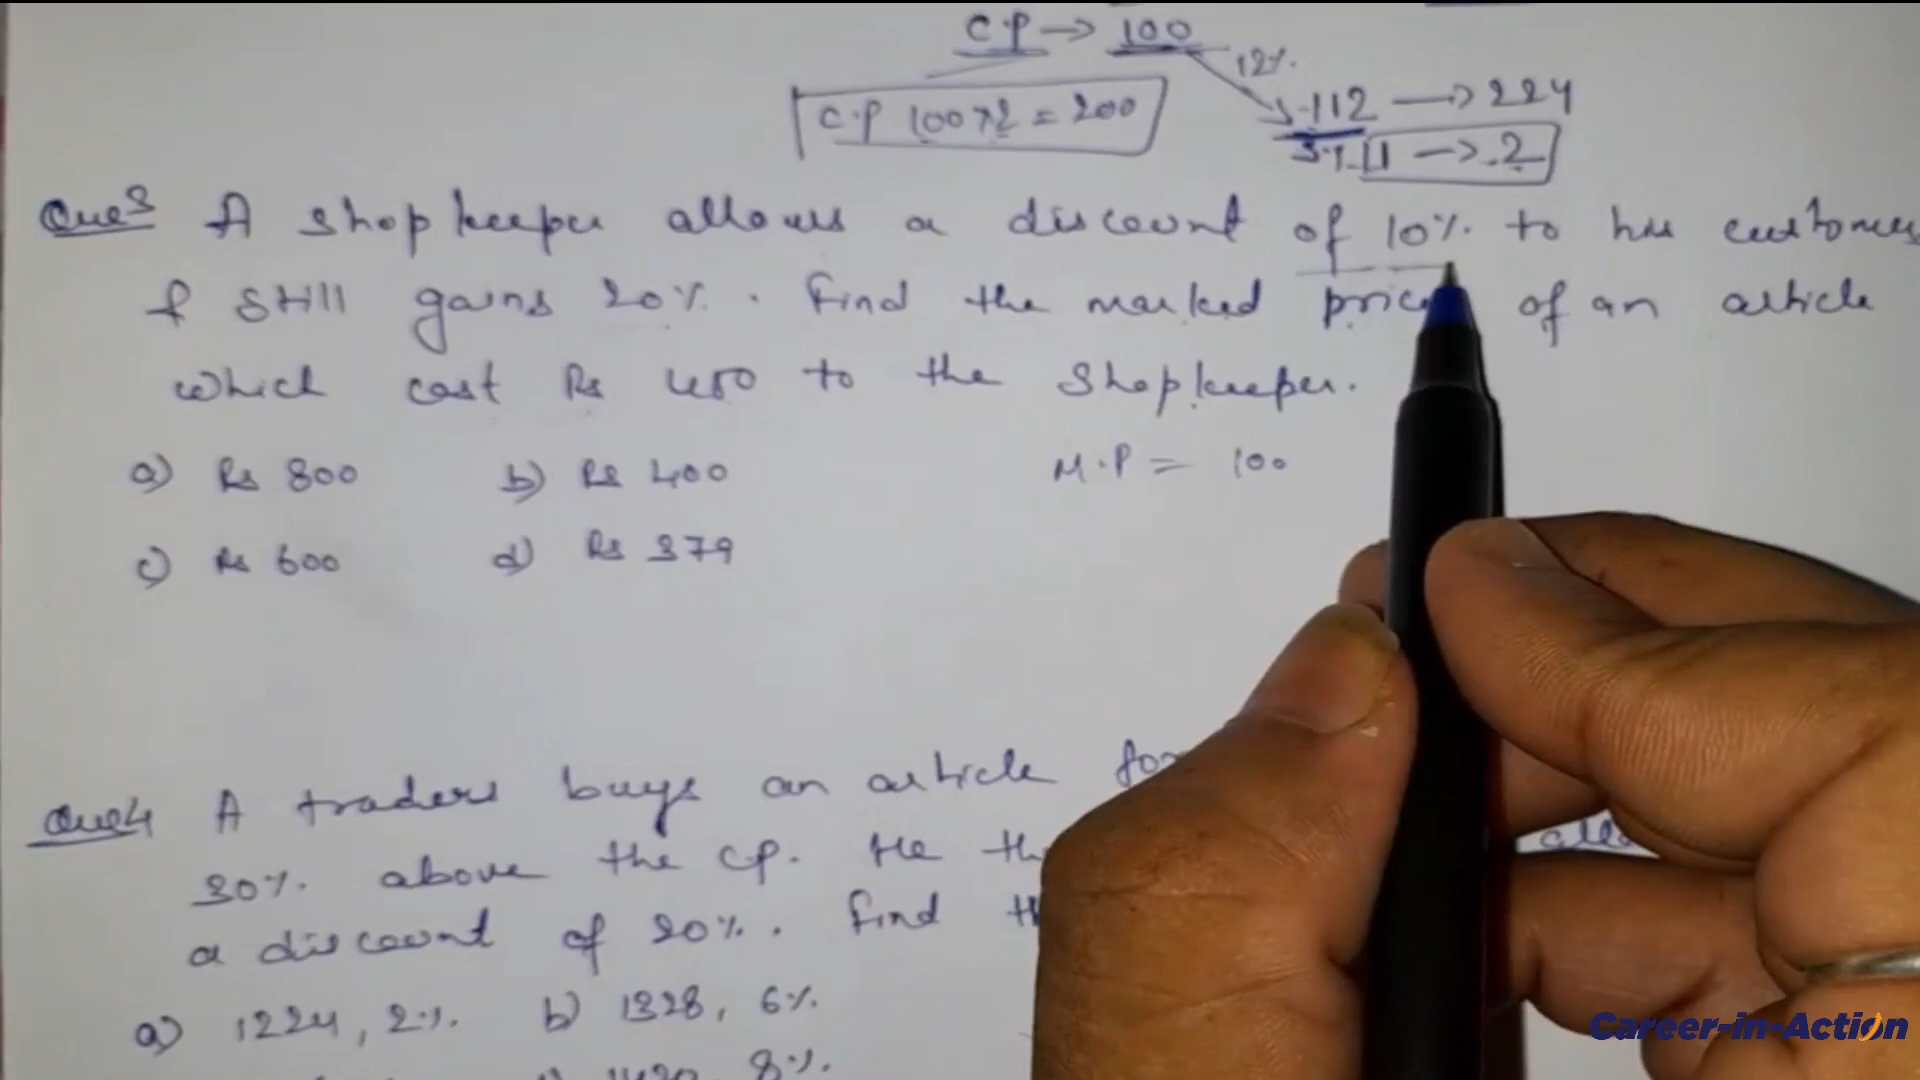 C.P → 100
12%.
112 → 224
C.P 100×2 = 200
1 → 2
Que3 A shopkeeper allows a discount of 10% to his customers
& still gains 20%. Find the marked price of an article
which cost Rs 450 to the shopkeeper.
M.P = 100
a) Rs 800 b) Rs 400
c) Rs 600 d) Rs 379
Que4 A traders buys an article for
30% above the CP. He th
a discount of 20%. Find th
a) 1224, 2%. b) 1328, 6%.
8%.
Career-in-Action